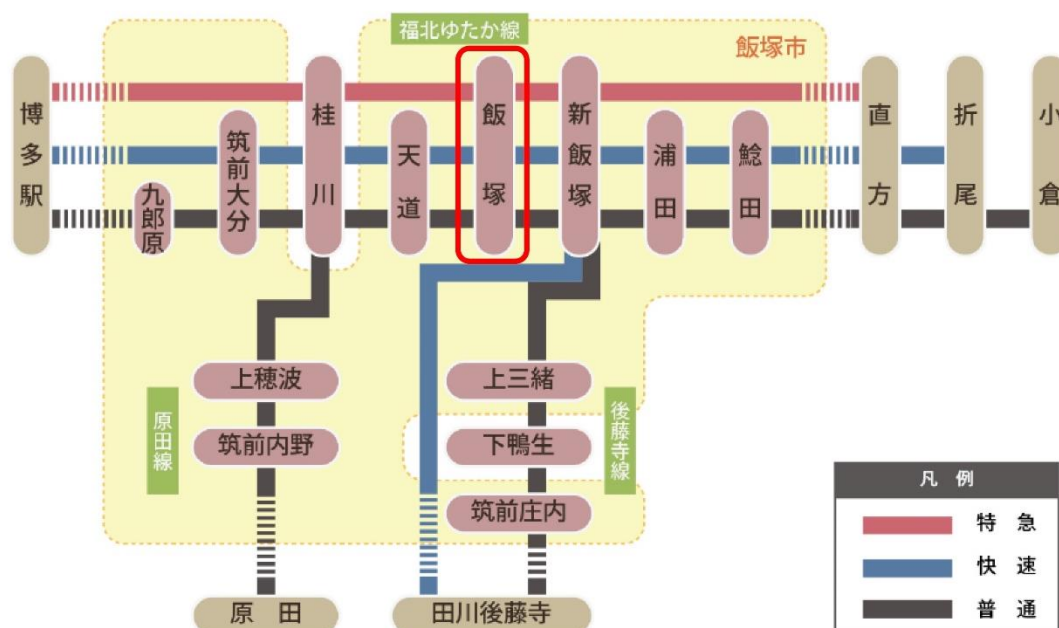 福北ゆたか線
飯塚市
博多駅
九郎原
筑前大分
桂川
天道
飯塚
新飯塚
浦田
鯰田
直方
折尾
小倉
原田線
上穂波
筑前内野
原田
上三緒
下鴨生
筑前庄内
後藤寺線
田川後藤寺
凡例
特急
快速
普通